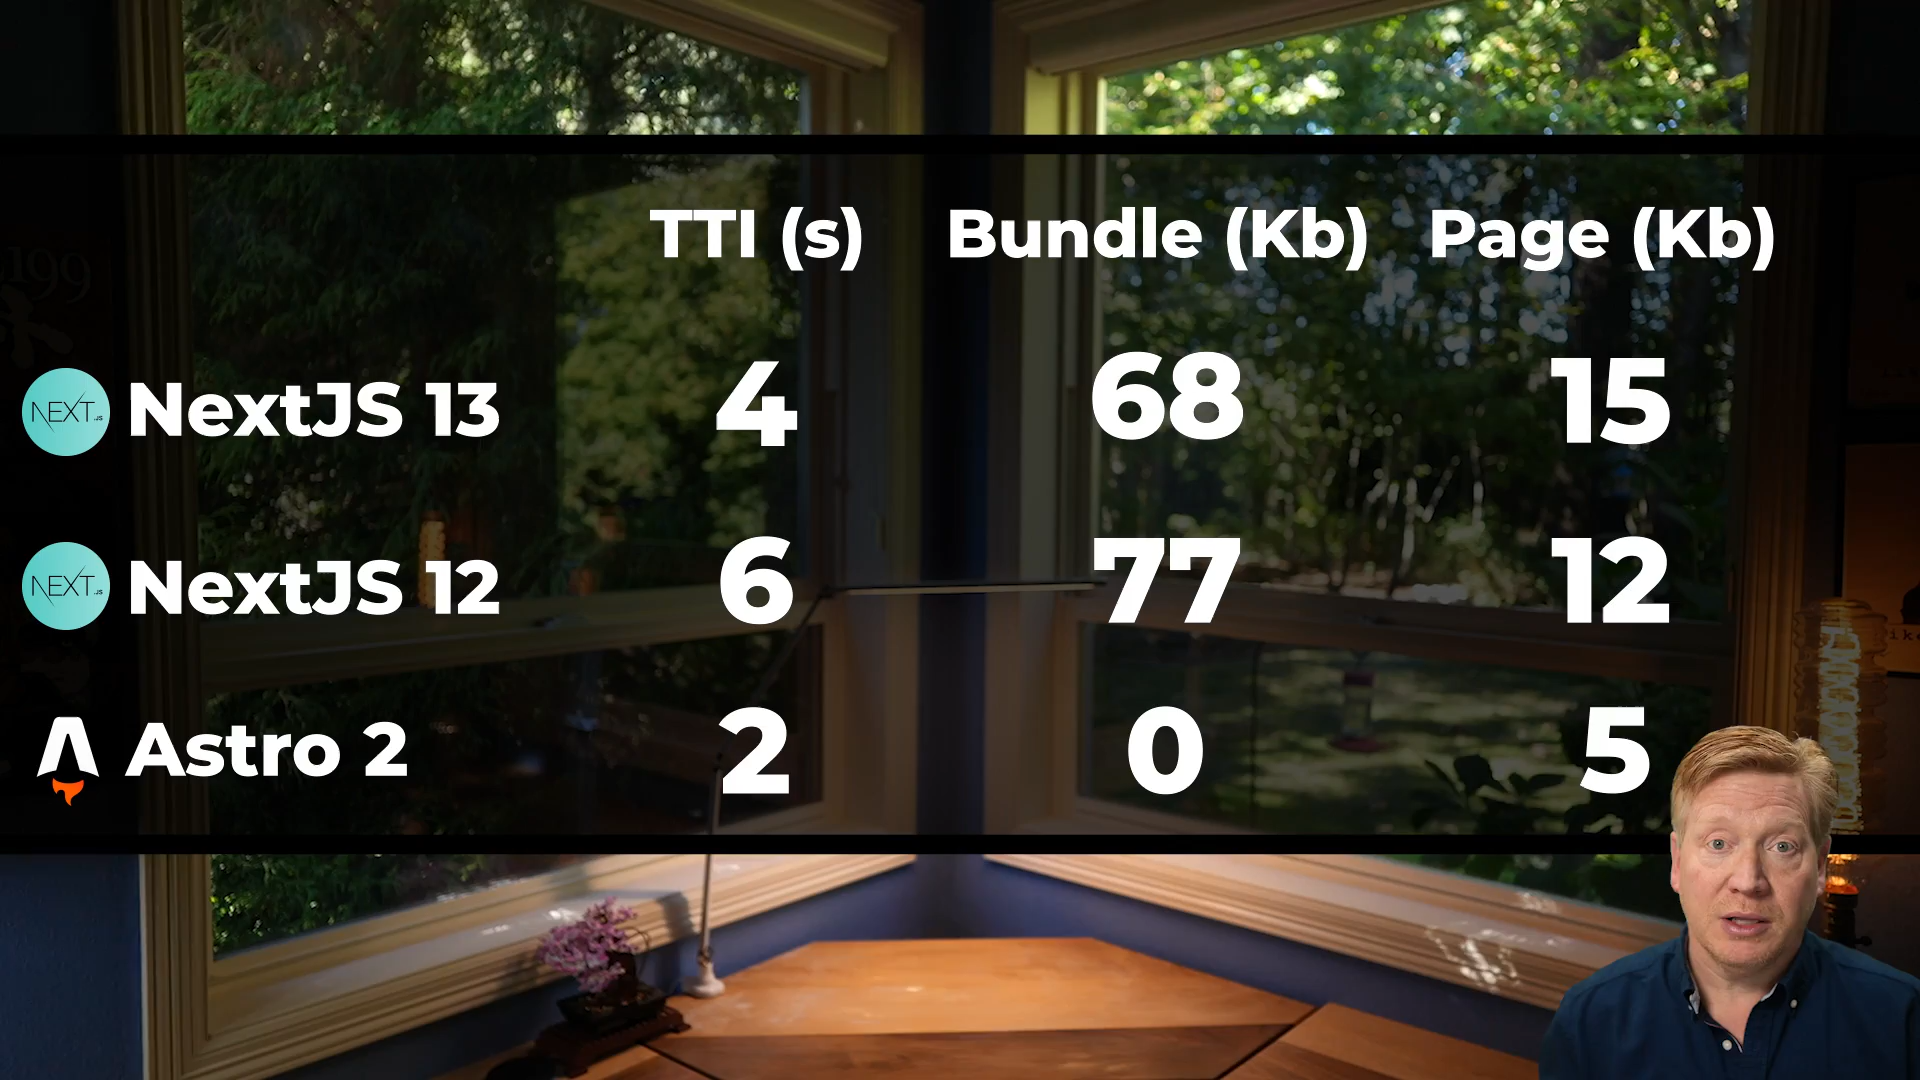 TTI (s) Bundle (Kb) Page (Kb)
NEXT.JS NextJS 13 4 68 15
NEXT.JS NextJS 12 6 77 12
Astro 2 2 0 5
199